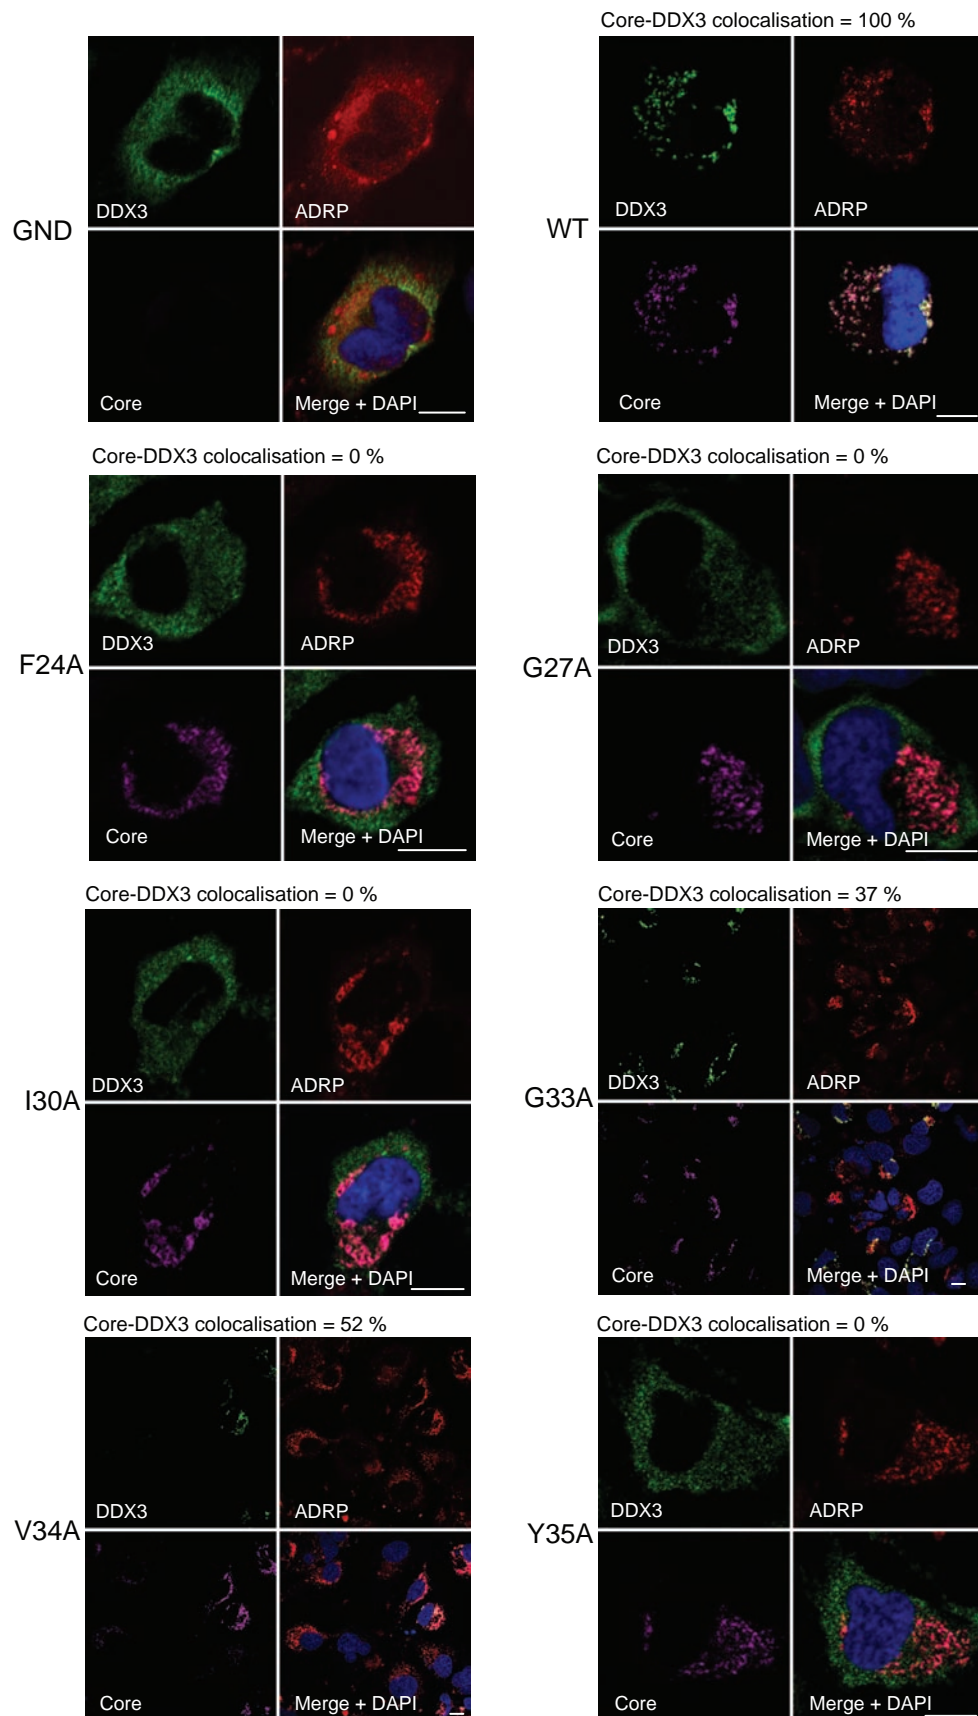 GND
DDX3
ADRP
Core
Merge + DAPI
Core-DDX3 colocalisation = 100 %
WT
DDX3
ADRP
Core
Merge + DAPI
Core-DDX3 colocalisation = 0 %
F24A
DDX3
ADRP
Core
Merge + DAPI
Core-DDX3 colocalisation = 0 %
G27A
DDX3
ADRP
Core
Merge + DAPI
Core-DDX3 colocalisation = 0 %
I30A
DDX3
ADRP
Core
Merge + DAPI
Core-DDX3 colocalisation = 37 %
G33A
DDX3
ADRP
Core
Merge + DAPI
Core-DDX3 colocalisation = 52 %
V34A
DDX3
ADRP
Core
Merge + DAPI
Core-DDX3 colocalisation = 0 %
Y35A
DDX3
ADRP
Core
Merge + DAPI